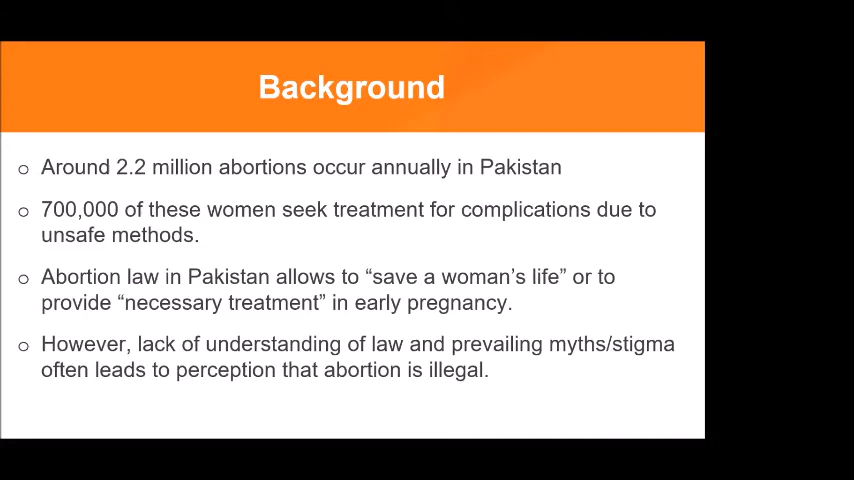 Background
o Around 2.2 million abortions occur annually in Pakistan
o 700,000 of these women seek treatment for complications due to
unsafe methods.
o Abortion law in Pakistan allows to “save a woman’s life” or to
provide “necessary treatment” in early pregnancy.
o However, lack of understanding of law and prevailing myths/stigma
often leads to perception that abortion is illegal.